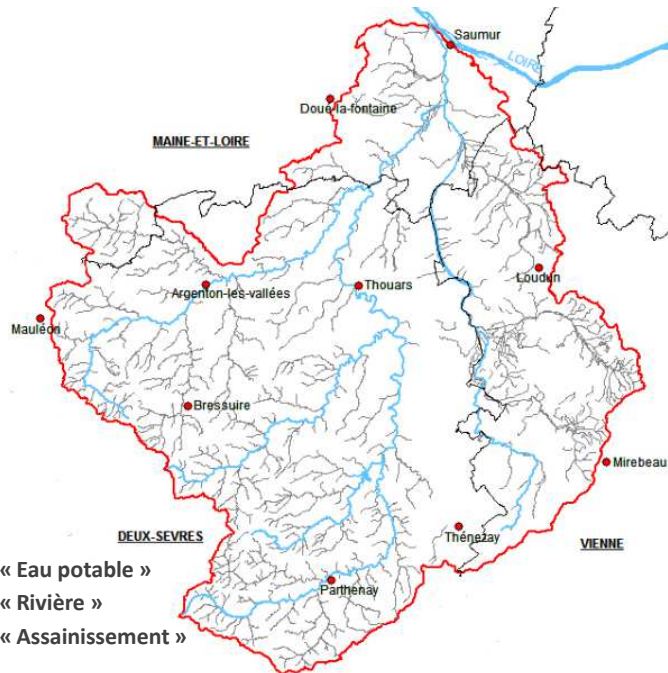 Saumur
LOIRE
Doué-la-fontaine
MAINE-ET-LOIRE
Loudun
Argenton-les-vallées
Thouars
Mauléon
Bressuire
Mirebeau
Thénezay
DEUX-SEVRES
VIENNE
« Eau potable »
Parthenay
« Rivière »
« Assainissement »